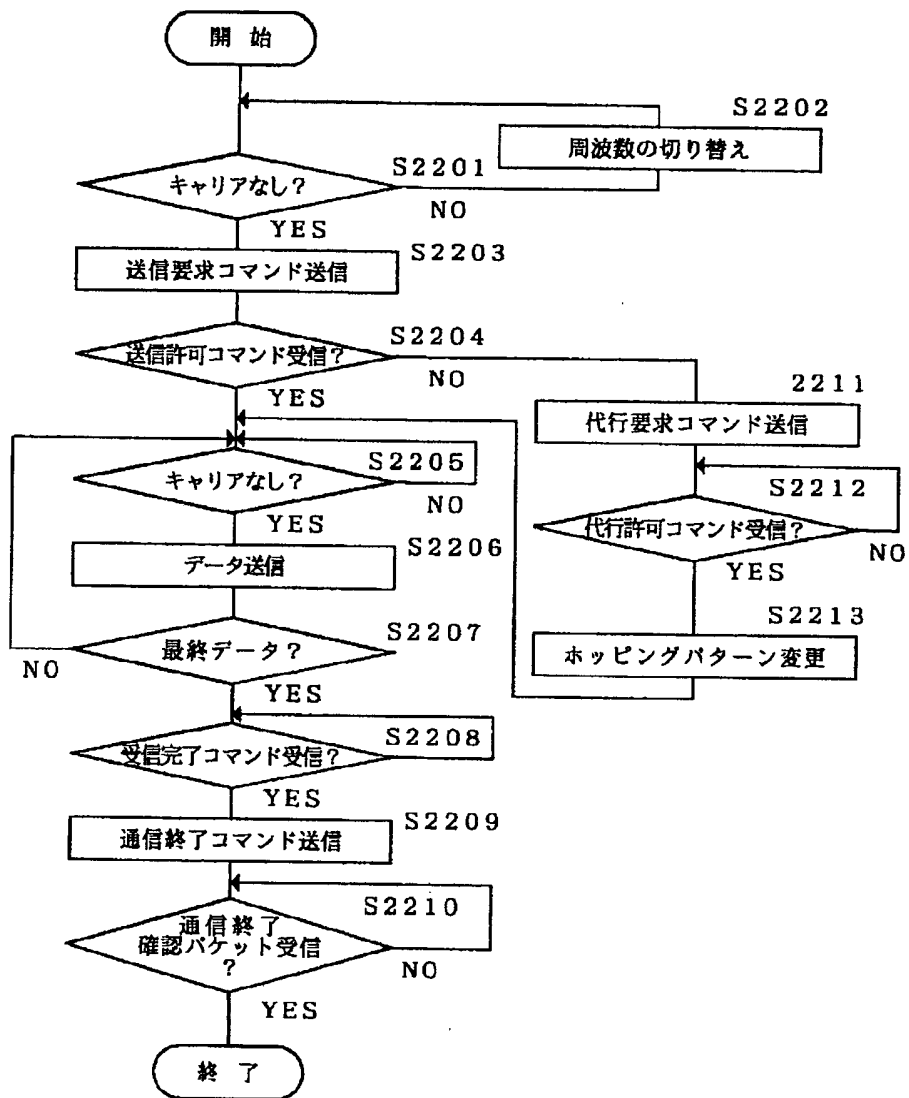 開始
S2202
周波数の切り替え
S2201
キャリアなし?
NO
YES
S2203
送信要求コマンド送信
S2204
送信許可コマンド受信?
NO
YES
2211
代行要求コマンド送信
S2205
キャリアなし?
NO
YES
S2212
代行許可コマンド受信?
NO
YES
S2206
データ送信
S2213
ホッピングパターン変更
S2207
最終データ?
NO
YES
S2208
受信完了コマンド受信?
YES
S2209
通信終了コマンド送信
S2210
通信終了
確認パケット受信
?
NO
YES
終了